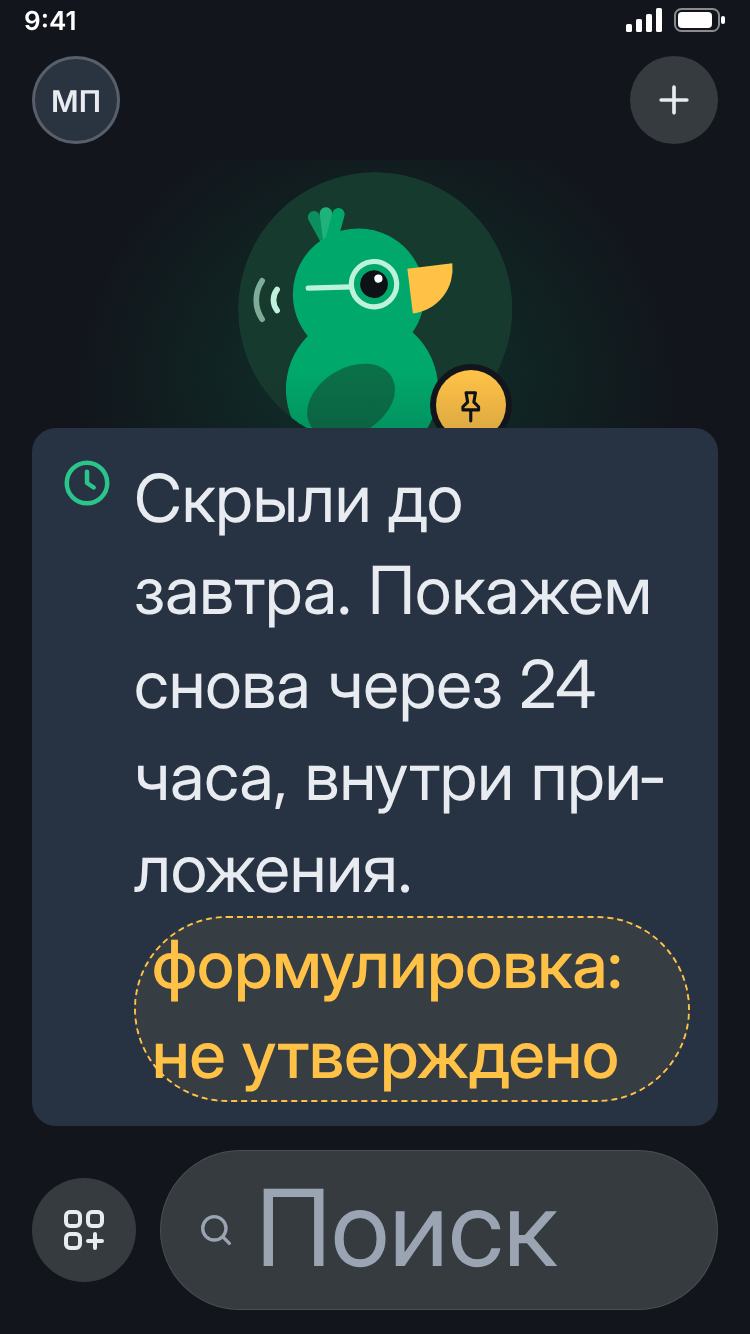 9:41
МП
Скрыли до
завтра. Покажем
снова через 24
часа, внутри при-
ложения.
формулировка:
не утверждено
Поиск